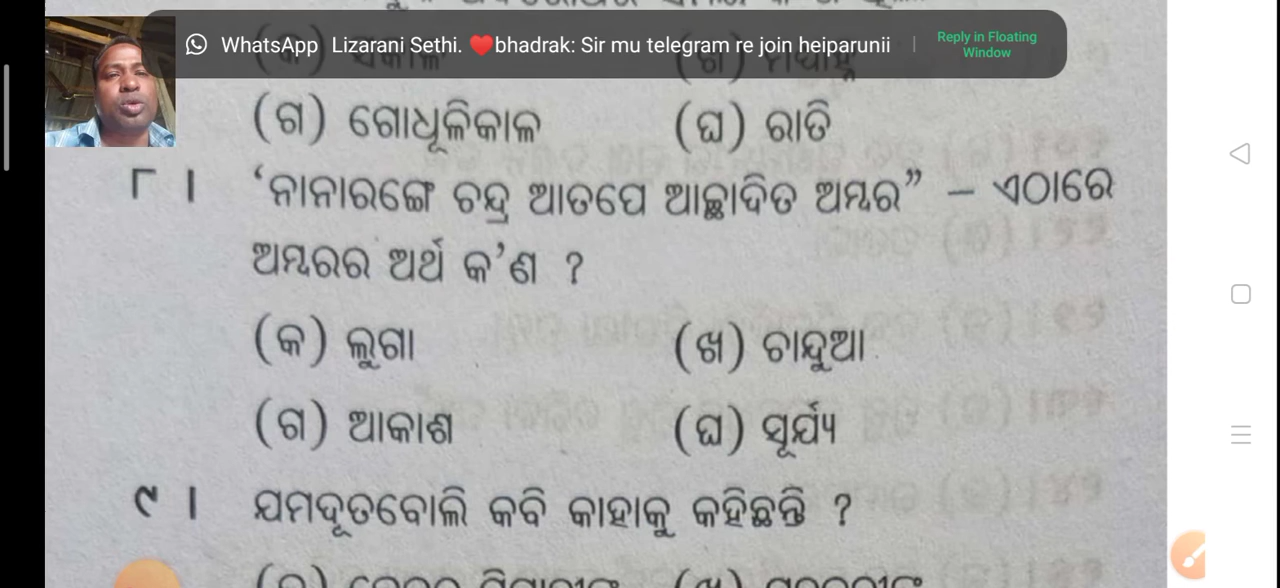 WhatsApp Lizarani Sethi. ❤️bhadrak: Sir mu telegram re join heiparunii | Reply in Floating Window
(ଗ) ଗୋଧୂଳିକାଳ (ଘ) ରାତି
୮ । ‘ନାନାରଙ୍ଗେ ଚନ୍ଦ୍ର ଆତପେ ଆଚ୍ଛାଦିତ ଅମ୍ବର” – ଏଠାରେ
ଅମ୍ବରର ଅର୍ଥ କ’ଣ ?
(କ) ଲୁଗା (ଖ) ଚାନ୍ଦୁଆ
(ଗ) ଆକାଶ (ଘ) ସୂର୍ଯ୍ୟ
୯ । ଯମଦୂତବୋଲି କବି କାହାକୁ କହିଛନ୍ତି ?